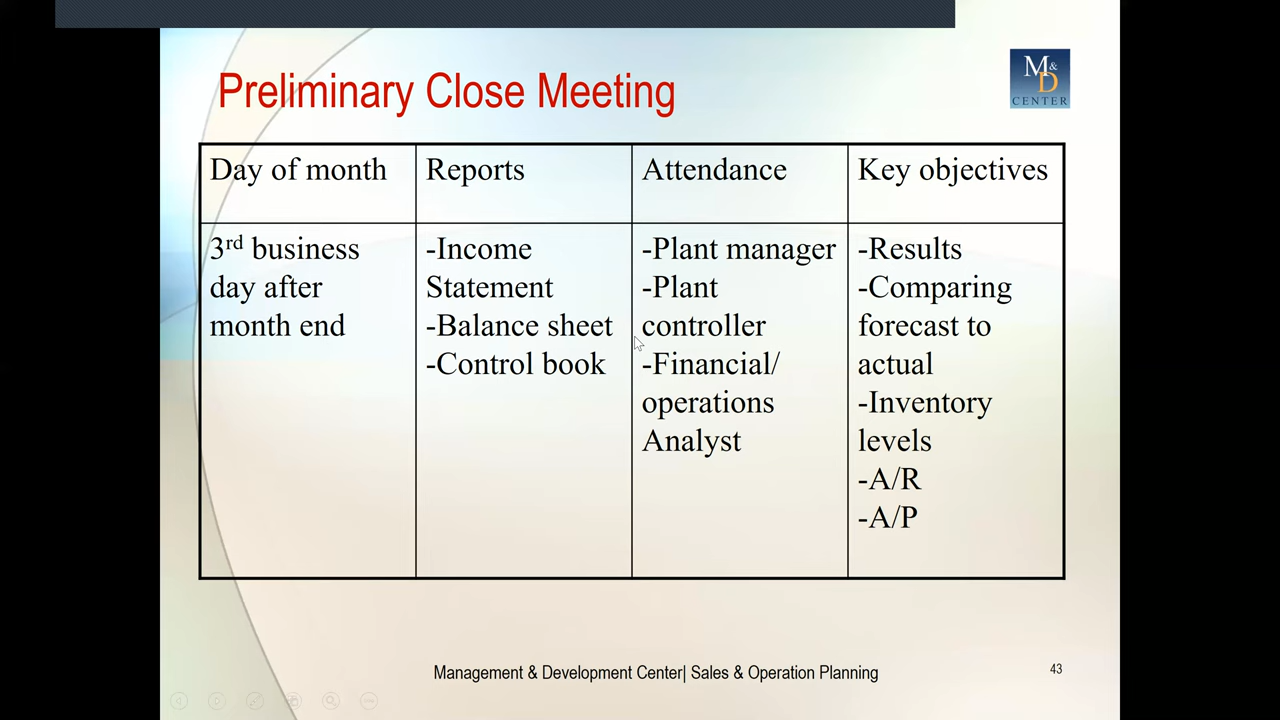 Preliminary Close Meeting
M&D
CENTER
Day of month
Reports
Attendance
Key objectives
3rd business
day after
month end
-Income
Statement
-Balance sheet
-Control book
-Plant manager
-Plant
controller
-Financial/
operations
Analyst
-Results
-Comparing
forecast to
actual
-Inventory
levels
-A/R
-A/P
Management & Development Center| Sales & Operation Planning
43